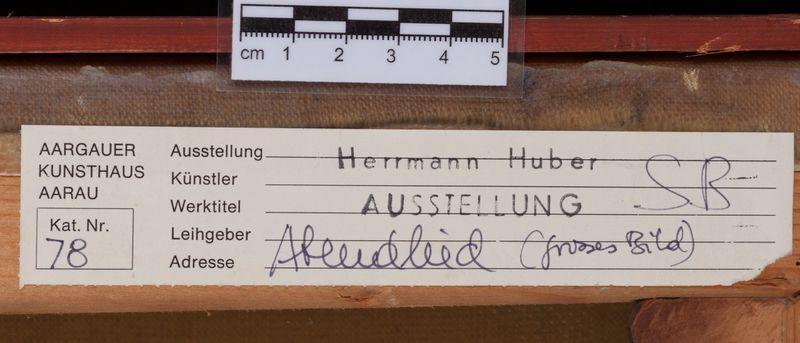 cm 1 2 3 4 5
AARGAUER
KUNSTHAUS
AARAU
Kat. Nr.
78
Ausstellung
Herrmann Huber
Künstler
S.B
Werktitel
AUSSTELLUNG
Leihgeber
Adresse
Abendlied (grosses Bild)